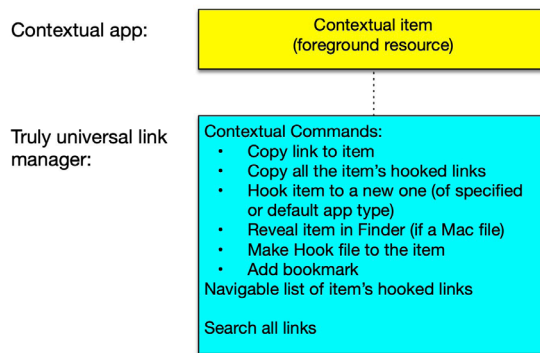 Contextual app:
Contextual item
(foreground resource)
Truly universal link
manager:
Contextual Commands:
• Copy link to item
• Copy all the item's hooked links
• Hook item to a new one (of specified
or default app type)
• Reveal item in Finder (if a Mac file)
• Make Hook file to the item
• Add bookmark
Navigable list of item's hooked links
Search all links